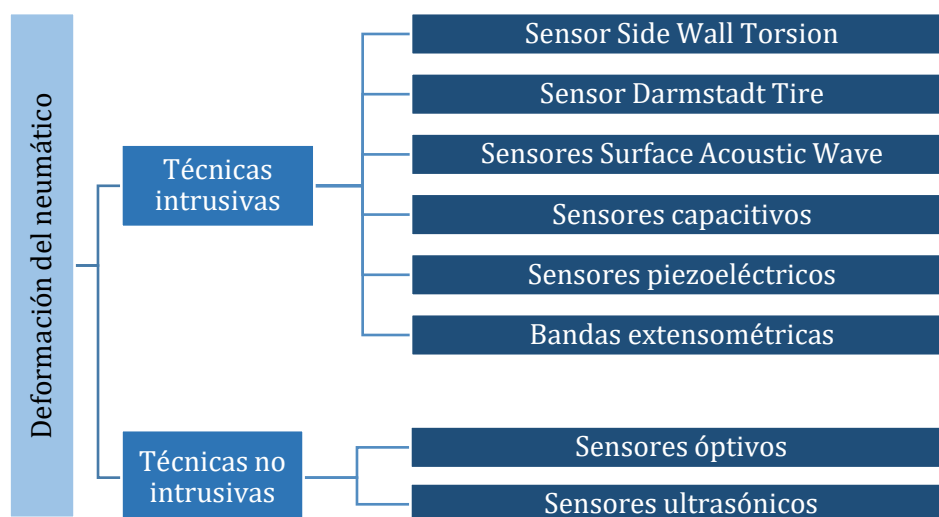 Deformación del neumático
Técnicas
intrusivas
Sensor Side Wall Torsion
Sensor Darmstadt Tire
Sensores Surface Acoustic Wave
Sensores capacitivos
Sensores piezoeléctricos
Bandas extensométricas
Técnicas no
intrusivas
Sensores óptivos
Sensores ultrasónicos